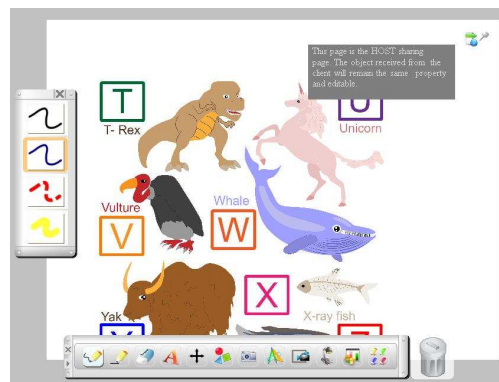 This page is the HOST sharing
page. The object received from the
client will remain the same property
and editable.
T
T- Rex
U
Unicorn
Vulture
V
Whale
W
Yak
X
X-ray fish
A